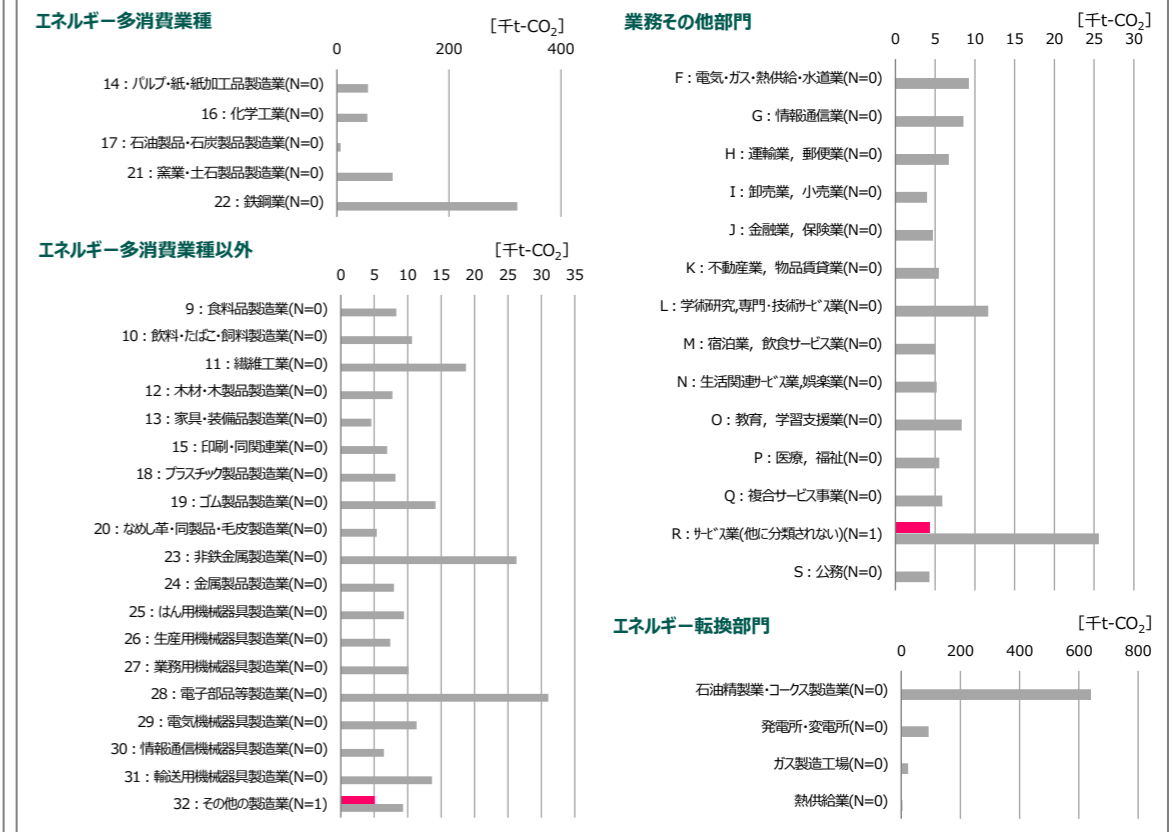 エネルギー多消費業種
[千t-CO₂]
0 200 400
14：パルプ・紙・紙加工品製造業(N=0)
16：化学工業(N=0)
17：石油製品・石炭製品製造業(N=0)
21：窯業・土石製品製造業(N=0)
22：鉄鋼業(N=0)
エネルギー多消費業種以外
[千t-CO₂]
0 5 10 15 20 25 30 35
9：食料品製造業(N=0)
10：飲料・たばこ・飼料製造業(N=0)
11：繊維工業(N=0)
12：木材・木製品製造業(N=0)
13：家具・装備品製造業(N=0)
15：印刷・同関連業(N=0)
18：プラスチック製品製造業(N=0)
19：ゴム製品製造業(N=0)
20：なめし革・同製品・毛皮製造業(N=0)
23：非鉄金属製造業(N=0)
24：金属製品製造業(N=0)
25：はん用機械器具製造業(N=0)
26：生産用機械器具製造業(N=0)
27：業務用機械器具製造業(N=0)
28：電子部品等製造業(N=0)
29：電気機械器具製造業(N=0)
30：情報通信機械器具製造業(N=0)
31：輸送用機械器具製造業(N=0)
32：その他の製造業(N=1)
業務その他部門
[千t-CO₂]
0 5 10 15 20 25 30
F：電気・ガス・熱供給・水道業(N=0)
G：情報通信業(N=0)
H：運輸業，郵便業(N=0)
I：卸売業，小売業(N=0)
J：金融業，保険業(N=0)
K：不動産業，物品賃貸業(N=0)
L：学術研究,専門・技術サービス業(N=0)
M：宿泊業，飲食サービス業(N=0)
N：生活関連サービス業,娯楽業(N=0)
O：教育，学習支援業(N=0)
P：医療，福祉(N=0)
Q：複合サービス事業(N=0)
R：サービス業(他に分類されない)(N=1)
S：公務(N=0)
エネルギー転換部門
[千t-CO₂]
0 200 400 600 800
石油精製業・コークス製造業(N=0)
発電所・変電所(N=0)
ガス製造工場(N=0)
熱供給業(N=0)